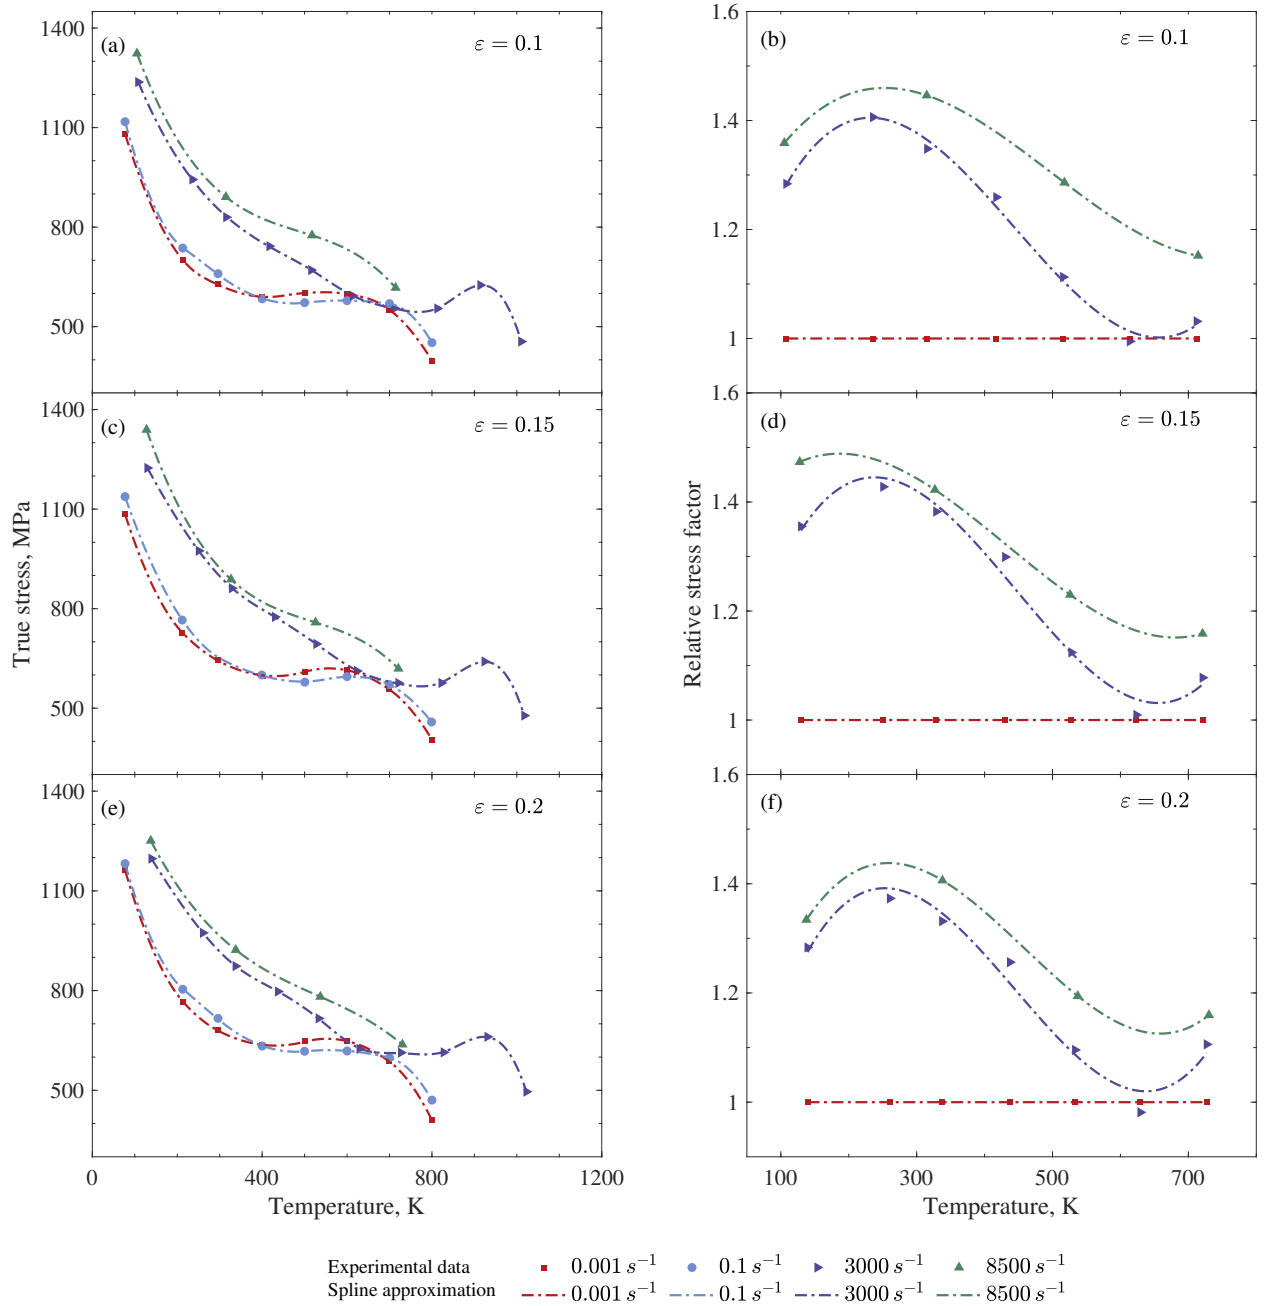 (a)
ε = 0.1
1400
1100
800
500
(b)
ε = 0.1
1.6
1.4
1.2
1
(c)
ε = 0.15
1400
1100
800
500
True stress, MPa
(d)
ε = 0.15
1.6
1.4
1.2
1
Relative stress factor
(e)
ε = 0.2
1400
1100
800
500
0 400 800 1200
Temperature, K
(f)
ε = 0.2
1.6
1.4
1.2
1
100 300 500 700
Temperature, K
Experimental data 0.001 s⁻¹ 0.1 s⁻¹ 3000 s⁻¹ 8500 s⁻¹
Spline approximation 0.001 s⁻¹ 0.1 s⁻¹ 3000 s⁻¹ 8500 s⁻¹